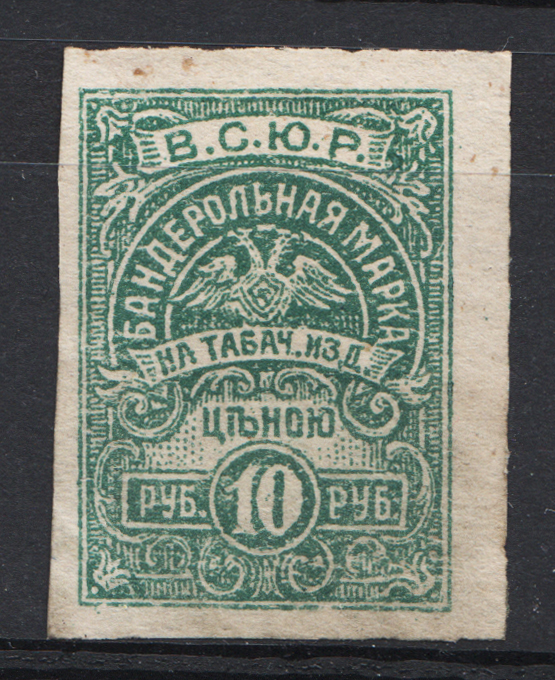 В.С.Ю.Р.
БАНДЕРОЛЬНАЯ МАРКА
НА ТАБАЧ. ИЗД.
ЦѢНОЮ
РУБ. 10 РУБ.